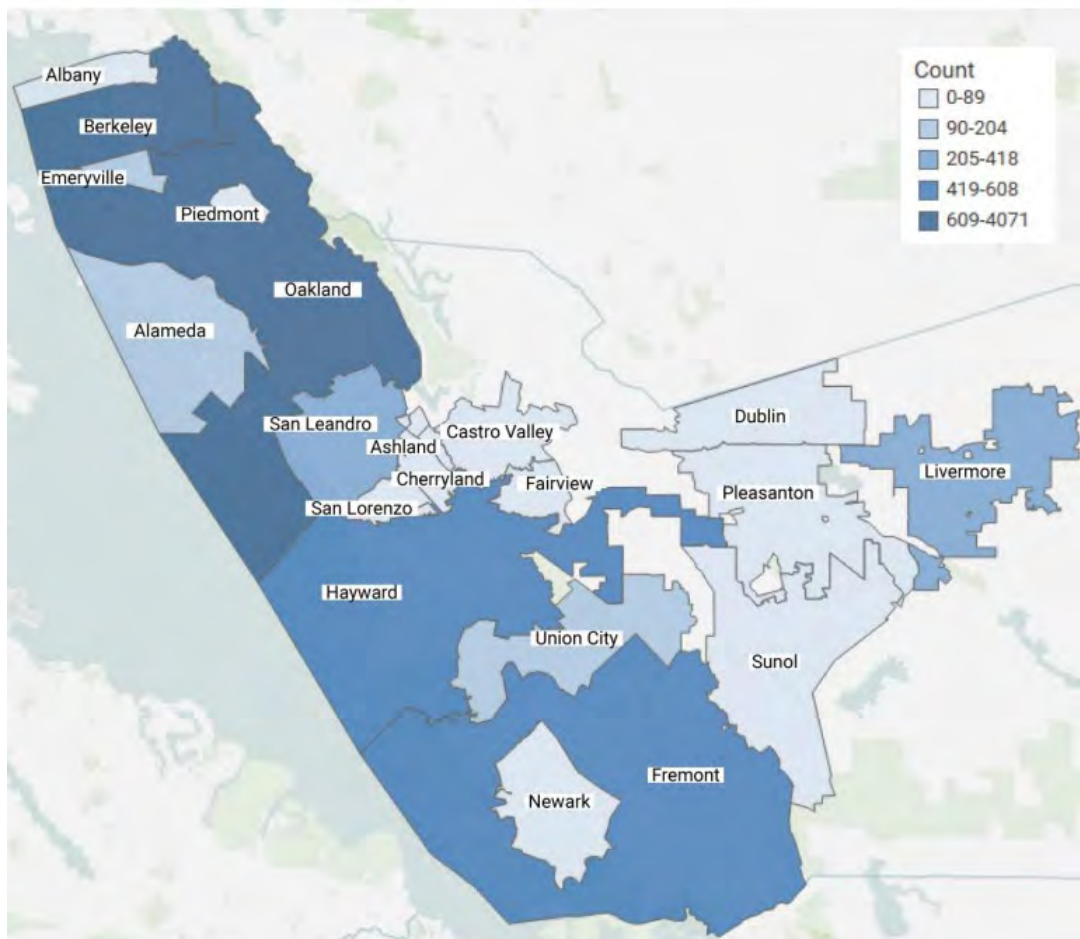 Albany
Berkeley
Emeryville
Piedmont
Oakland
Alameda
San Leandro
Ashland
Castro Valley
Cherryland
Fairview
San Lorenzo
Dublin
Livermore
Pleasanton
Hayward
Union City
Sunol
Fremont
Newark
Count
0-89
90-204
205-418
419-608
609-4071